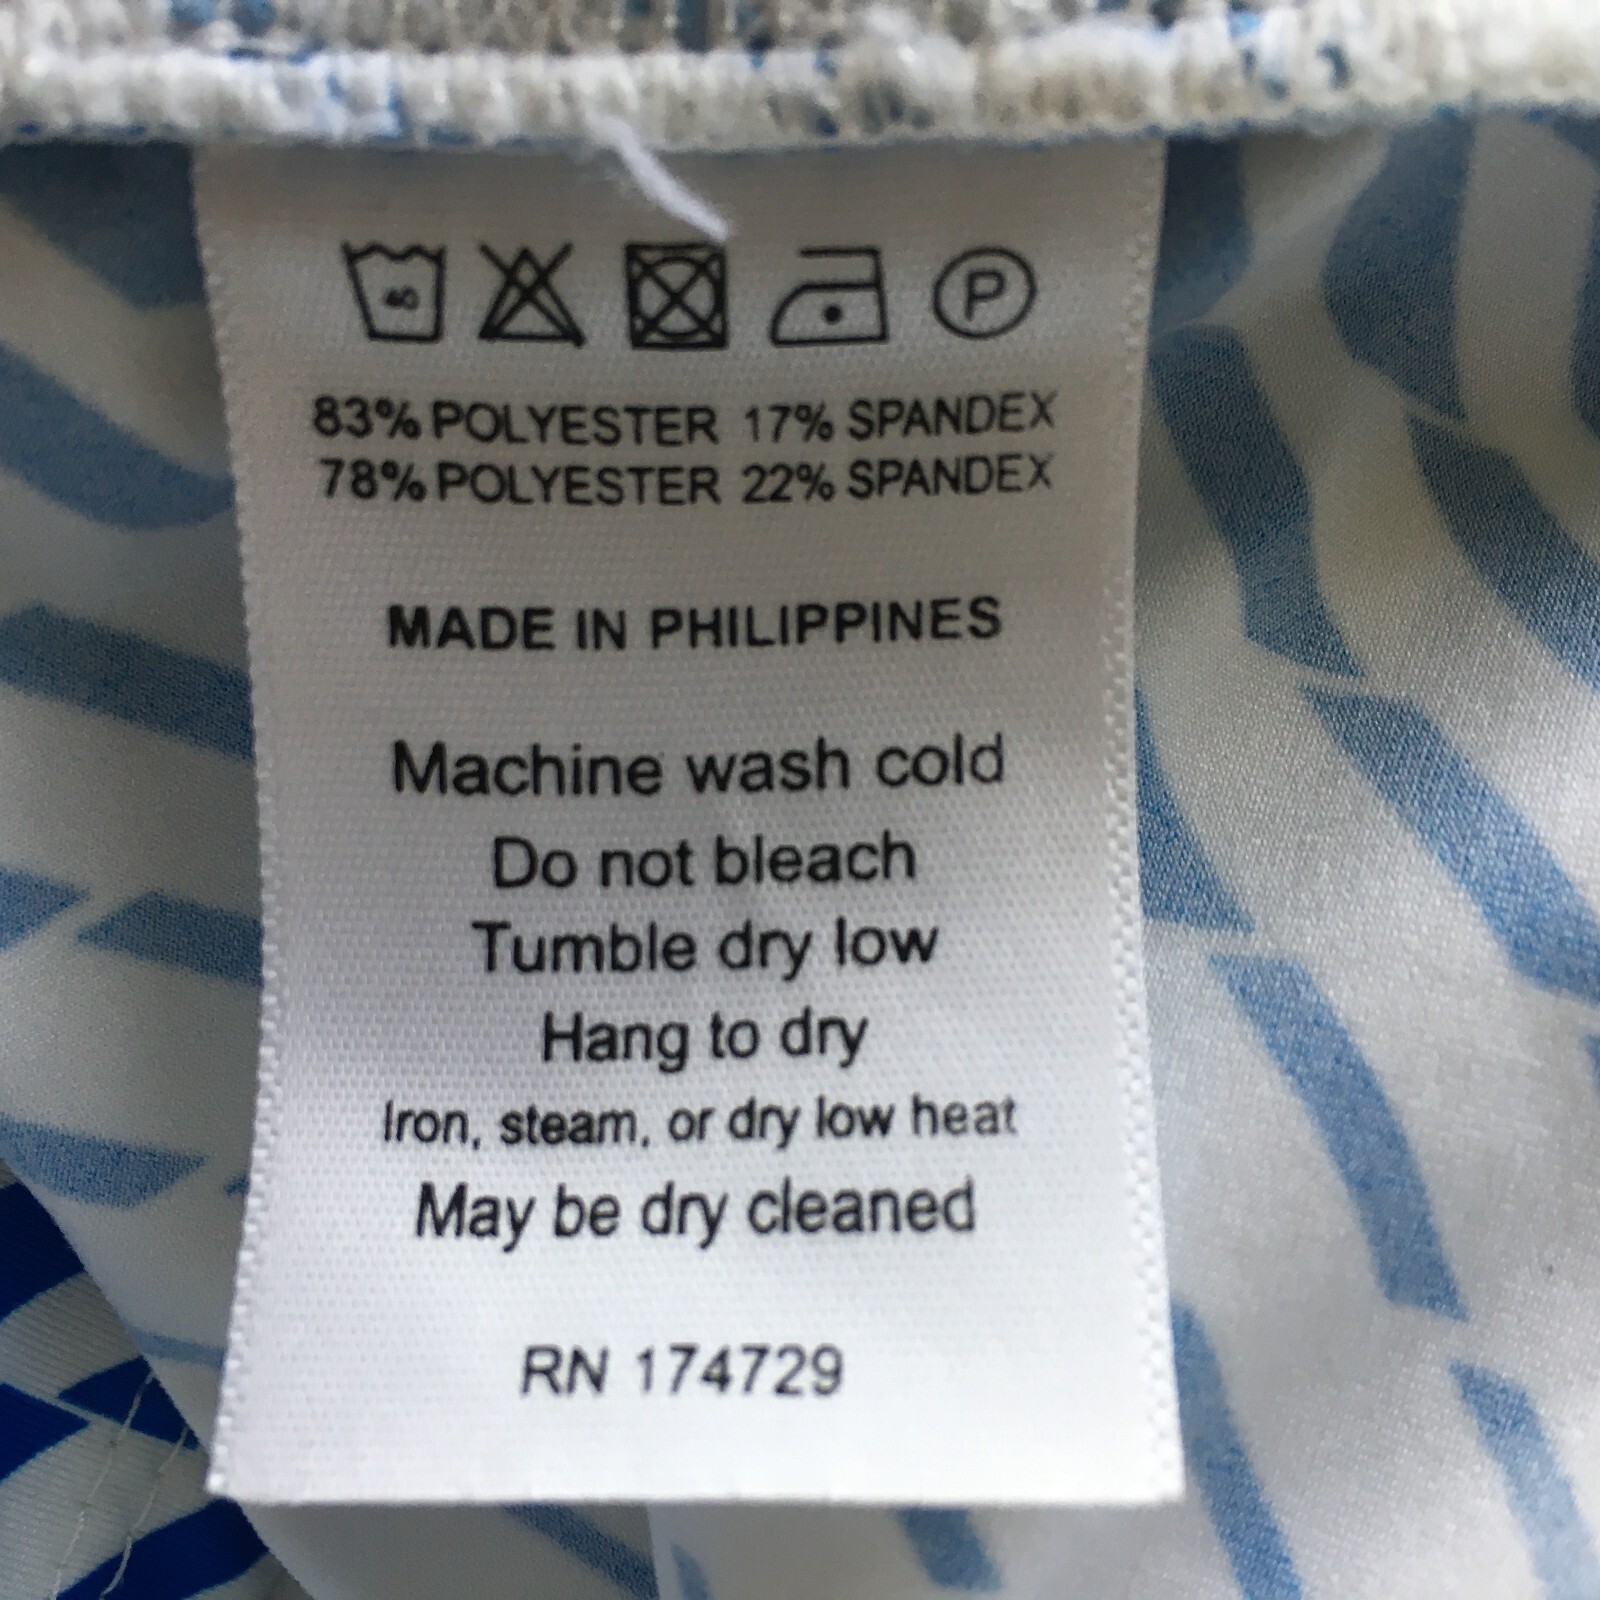 40 P
83% POLYESTER 17% SPANDEX
78% POLYESTER 22% SPANDEX
MADE IN PHILIPPINES
Machine wash cold
Do not bleach
Tumble dry low
Hang to dry
Iron, steam, or dry low heat
May be dry cleaned
RN 174729